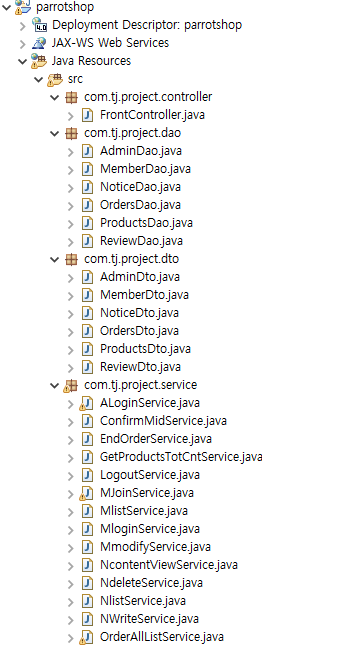 parrotshop
Deployment Descriptor: parrotshop
JAX-WS Web Services
Java Resources
src
com.tj.project.controller
FrontController.java
com.tj.project.dao
AdminDao.java
MemberDao.java
NoticeDao.java
OrdersDao.java
ProductsDao.java
ReviewDao.java
com.tj.project.dto
AdminDto.java
MemberDto.java
NoticeDto.java
OrdersDto.java
ProductsDto.java
ReviewDto.java
com.tj.project.service
ALoginService.java
ConfirmMidService.java
EndOrderService.java
GetProductsTotCntService.java
LogoutService.java
MJoinService.java
MlistService.java
MloginService.java
MmodifyService.java
NcontentViewService.java
NdeleteService.java
NlistService.java
NWriteService.java
OrderAllListService.java